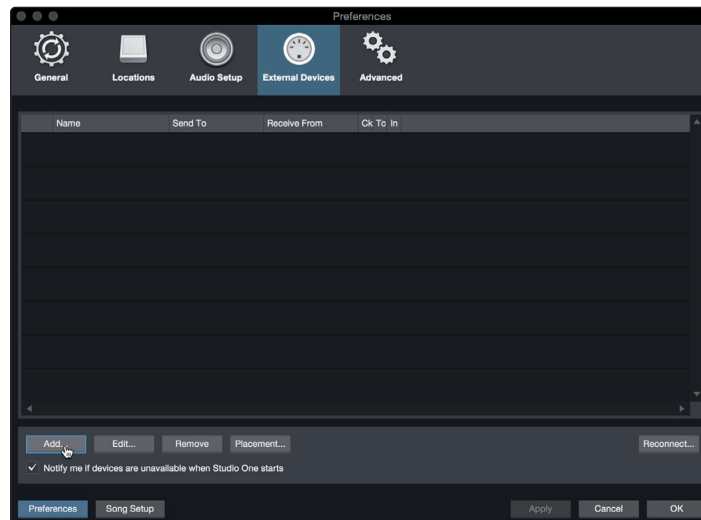 Preferences
General Locations Audio Setup External Devices Advanced
Name Send To Receive From Ck Tc In
Add... Edit... Remove Placement... Reconnect...
Notify me if devices are unavailable when Studio One starts
Preferences Song Setup Apply Cancel OK